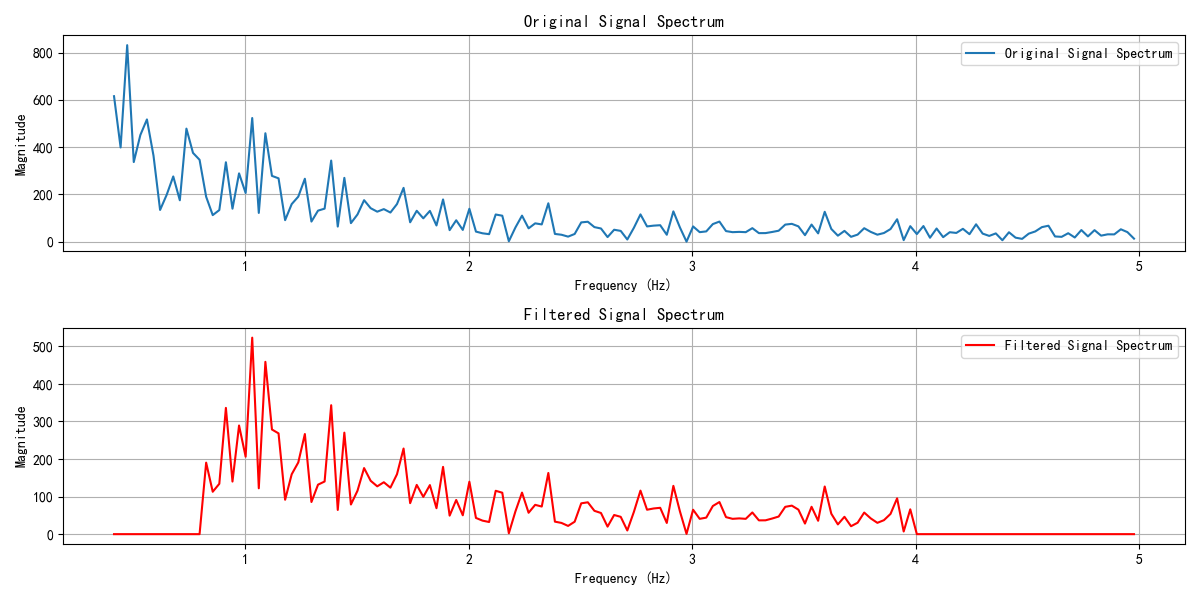 Original Signal Spectrum
Original Signal Spectrum
Magnitude
800
600
400
200
0
1 2 3 4 5
Frequency (Hz)
Filtered Signal Spectrum
Filtered Signal Spectrum
Magnitude
500
400
300
200
100
0
1 2 3 4 5
Frequency (Hz)